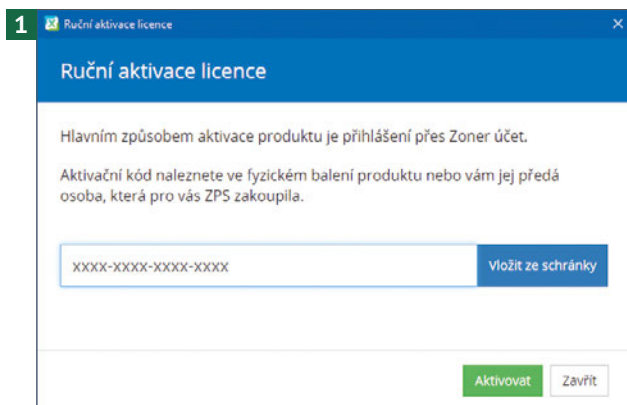 1
Ruční aktivace licence
Ruční aktivace licence
Hlavním způsobem aktivace produktu je přihlášení přes Zoner účet.
Aktivační kód naleznete ve fyzickém balení produktu nebo vám jej předá
osoba, která pro vás ZPS zakoupila.
xxxx-xxxx-xxxx-xxxx
Vložit ze schránky
Aktivovat
Zavřít